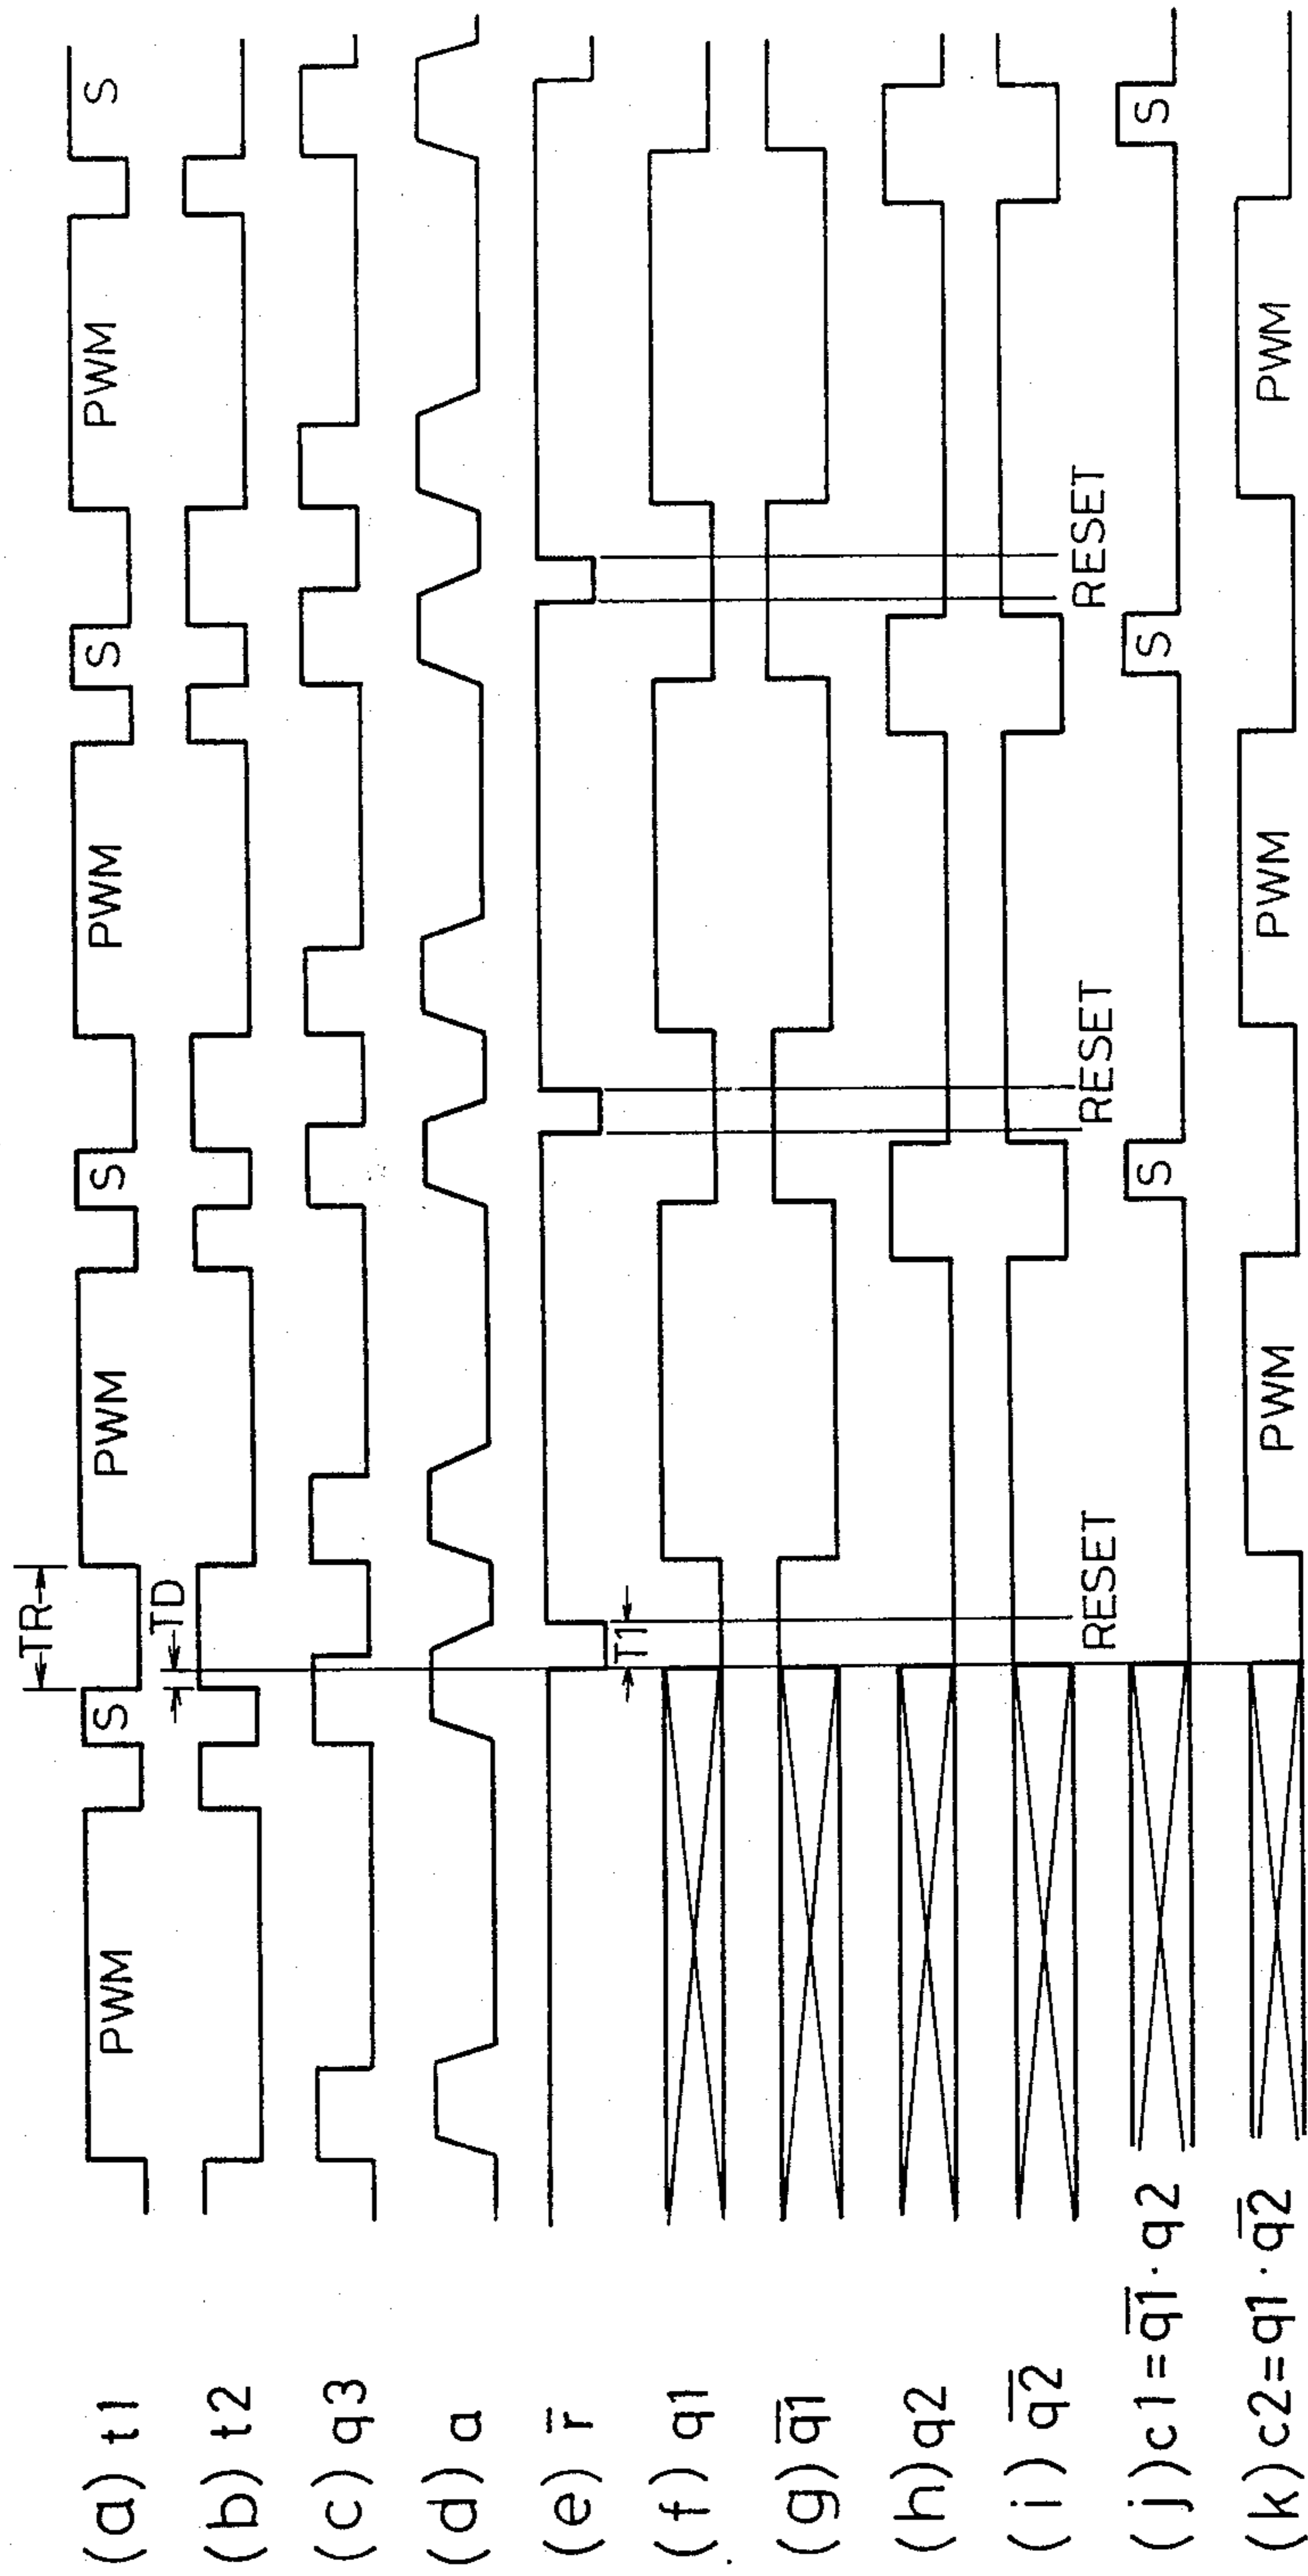 (a) t1
PWM
S
TR
PWM
S
PWM
S
PWM
S
(b) t2
TD
(c) q3
(d) a
(e) r̅
T1
(f) q1
(g) q̅1̅
(h) q2
(i) q̅2̅
RESET
RESET
RESET
(j) c1=q̅1̅·q2
S
S
S
(k) c2=q1·q̅2̅
PWM
PWM
PWM